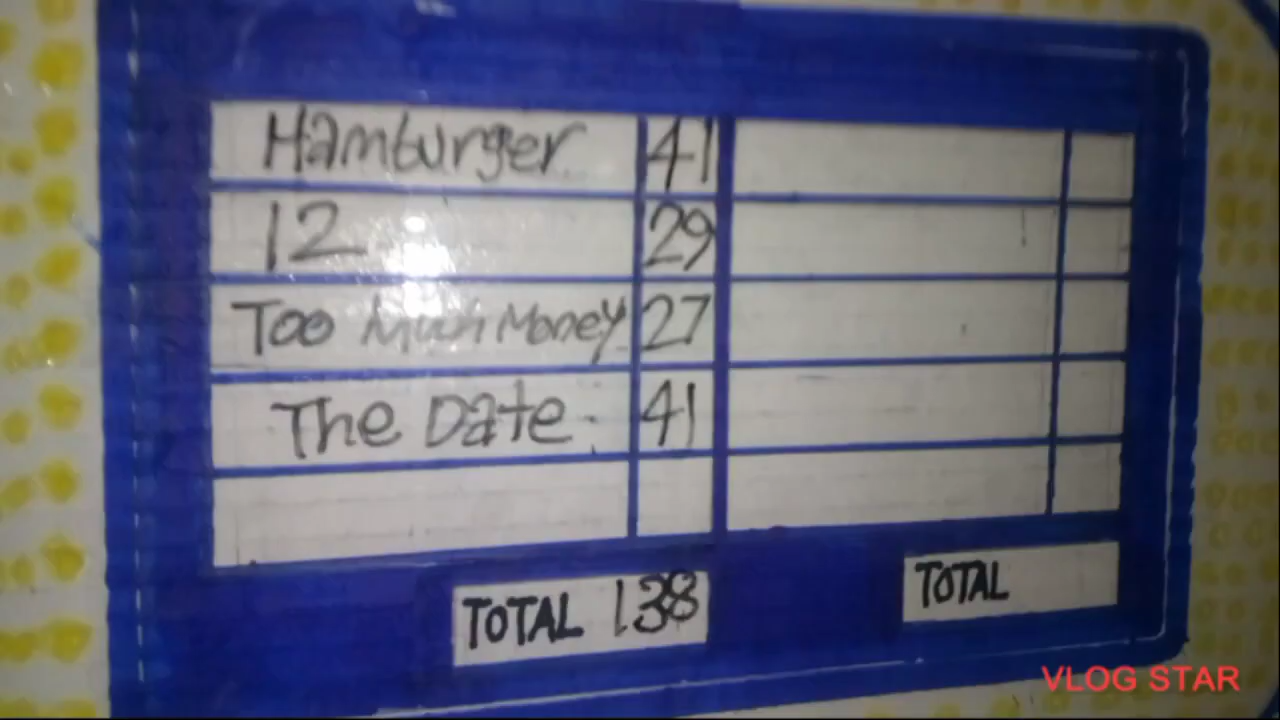 Hamburger 41
12 29
Too Much Money 27
The Date 41
TOTAL 138
TOTAL
VLOG STAR